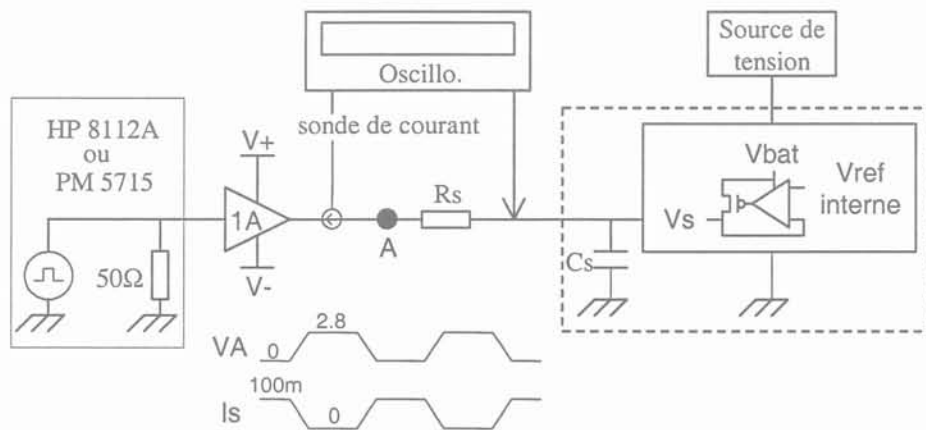 Source de
tension
Oscillo.
HP 8112A
ou
PM 5715
sonde de courant
V+
Vbat
Vref
interne
Rs
1A
A
Vs
50Ω
V-
Cs
2.8
VA
0
100m
Is
0